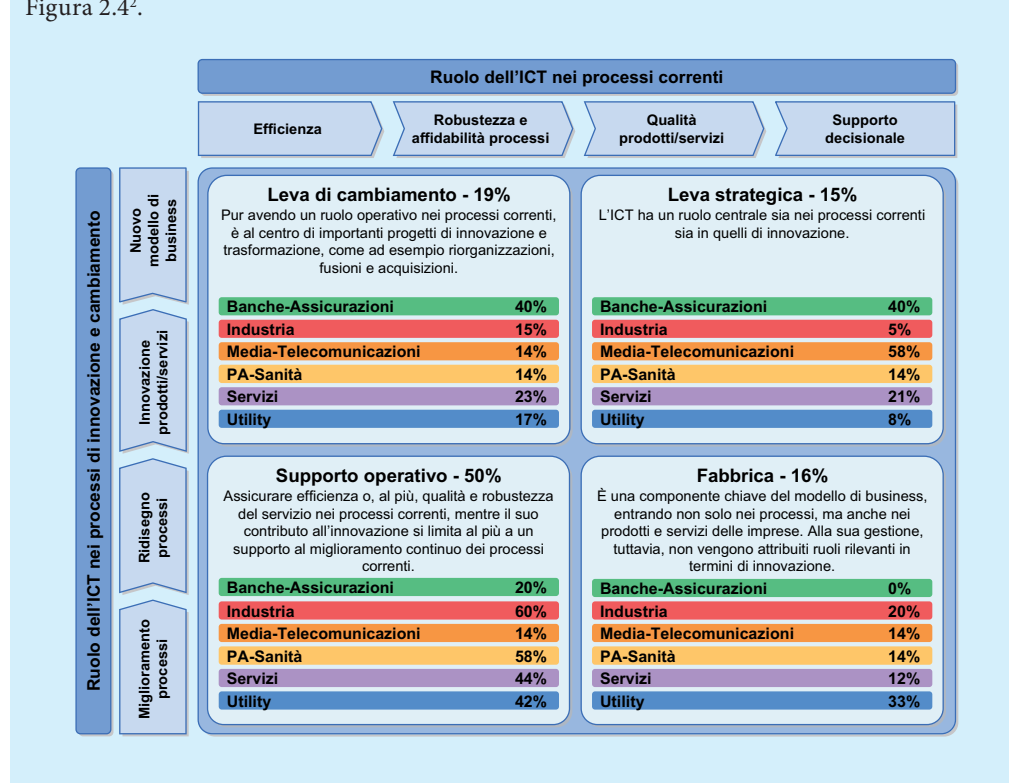 Figura 2.4².
Ruolo dell'ICT nei processi correnti
Efficienza
Robustezza e
affidabilità processi
Qualità
prodotti/servizi
Supporto
decisionale
Ruolo dell'ICT nei processi di innovazione e cambiamento
Nuovo
modello di
business
Innovazione
prodotti/servizi
Ridisegno
processi
Miglioramento
processi
Leva di cambiamento - 19%
Pur avendo un ruolo operativo nei processi correnti,
è al centro di importanti progetti di innovazione e
trasformazione, come ad esempio riorganizzazioni,
fusioni e acquisizioni.
Banche-Assicurazioni 40%
Industria 15%
Media-Telecomunicazioni 14%
PA-Sanità 14%
Servizi 23%
Utility 17%
Leva strategica - 15%
L'ICT ha un ruolo centrale sia nei processi correnti
sia in quelli di innovazione.
Banche-Assicurazioni 40%
Industria 5%
Media-Telecomunicazioni 58%
PA-Sanità 14%
Servizi 21%
Utility 8%
Supporto operativo - 50%
Assicurare efficienza o, al più, qualità e robustezza
del servizio nei processi correnti, mentre il suo
contributo all'innovazione si limita al più a un
supporto al miglioramento continuo dei processi
correnti.
Banche-Assicurazioni 20%
Industria 60%
Media-Telecomunicazioni 14%
PA-Sanità 58%
Servizi 44%
Utility 42%
Fabbrica - 16%
È una componente chiave del modello di business,
entrando non solo nei processi, ma anche nei
prodotti e servizi delle imprese. Alla sua gestione,
tuttavia, non vengono attribuiti ruoli rilevanti in
termini di innovazione.
Banche-Assicurazioni 0%
Industria 20%
Media-Telecomunicazioni 14%
PA-Sanità 14%
Servizi 12%
Utility 33%